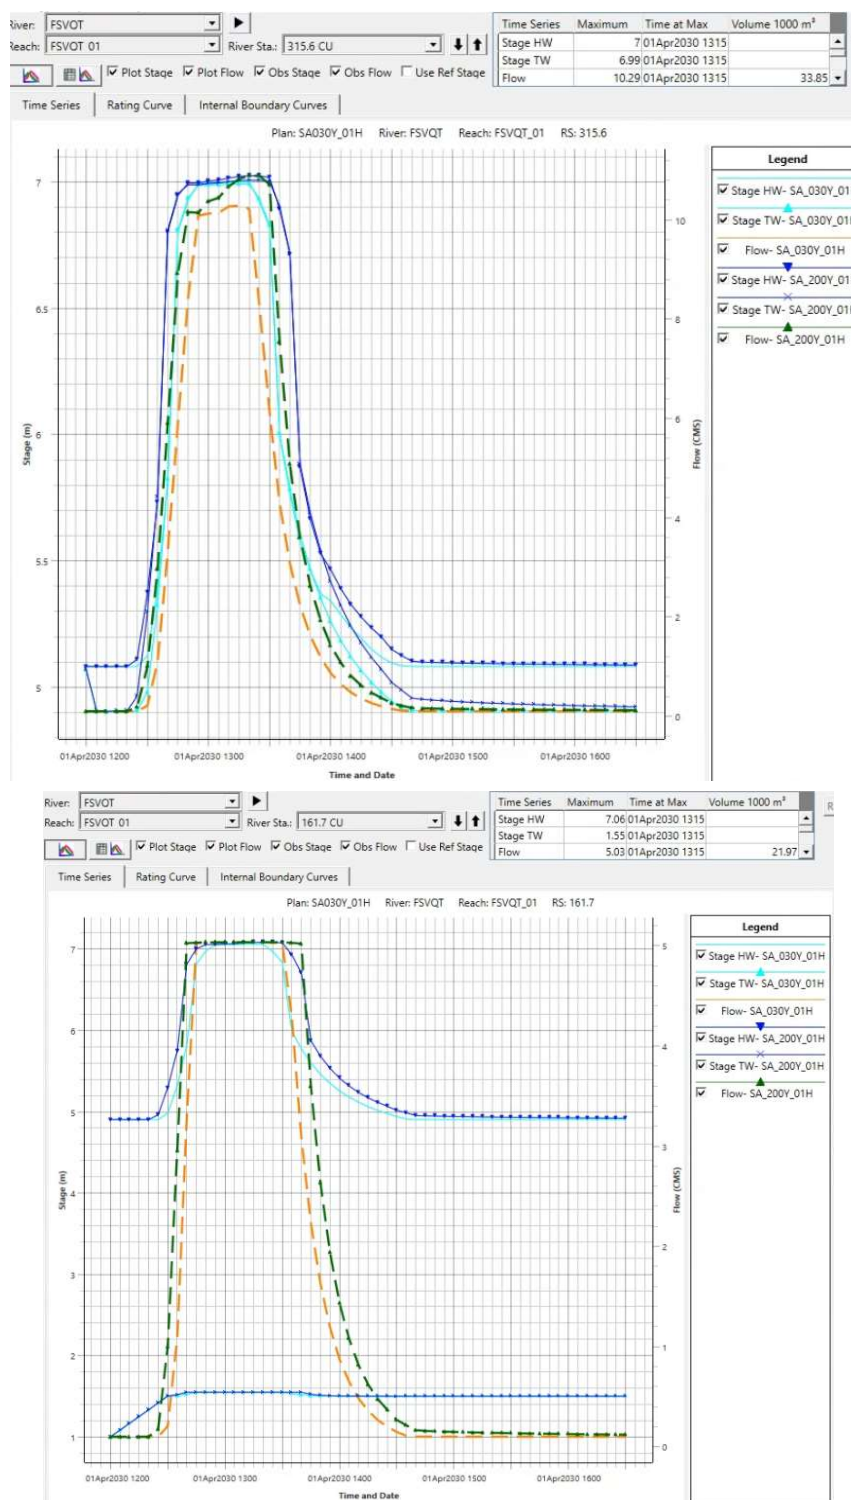 River: FSVOT
Reach: FSVOT 01 River Sta.: 315.6 CU
Plot Stage Plot Flow Obs Stage Obs Flow Use Ref Stage
Time Series Maximum Time at Max Volume 1000 m³
Stage HW 7 01Apr2030 1315
Stage TW 6.99 01Apr2030 1315
Flow 10.29 01Apr2030 1315 33.85
Time Series Rating Curve Internal Boundary Curves
Plan: SA030Y_01H River: FSVQT Reach: FSVQT_01 RS: 315.6
Legend
Stage HW- SA_030Y_01
Stage TW- SA_030Y_01H
Flow- SA_030Y_01H
Stage HW- SA_200Y_01
Stage TW- SA_200Y_01H
Flow- SA_200Y_01H
7
6.5
6
5.5
5
Stage (m)
10
8
6
4
2
0
Flow (CMS)
01Apr2030 1200 01Apr2030 1300 01Apr2030 1400 01Apr2030 1500 01Apr2030 1600
Time and Date
River: FSVOT
Reach: FSVOT 01 River Sta.: 161.7 CU
Plot Stage Plot Flow Obs Stage Obs Flow Use Ref Stage
Time Series Maximum Time at Max Volume 1000 m³
Stage HW 7.06 01Apr2030 1315
Stage TW 1.55 01Apr2030 1315
Flow 5.03 01Apr2030 1315 21.97
R
Time Series Rating Curve Internal Boundary Curves
Plan: SA030Y_01H River: FSVQT Reach: FSVQT_01 RS: 161.7
Legend
Stage HW- SA_030Y_01H
Stage TW- SA_030Y_01H
Flow- SA_030Y_01H
Stage HW- SA_200Y_01H
Stage TW- SA_200Y_01H
Flow- SA_200Y_01H
7
6
5
4
3
2
1
Stage (m)
5
4
3
2
1
0
Flow (CMS)
01Apr2030 1200 01Apr2030 1300 01Apr2030 1400 01Apr2030 1500 01Apr2030 1600
Time and Date